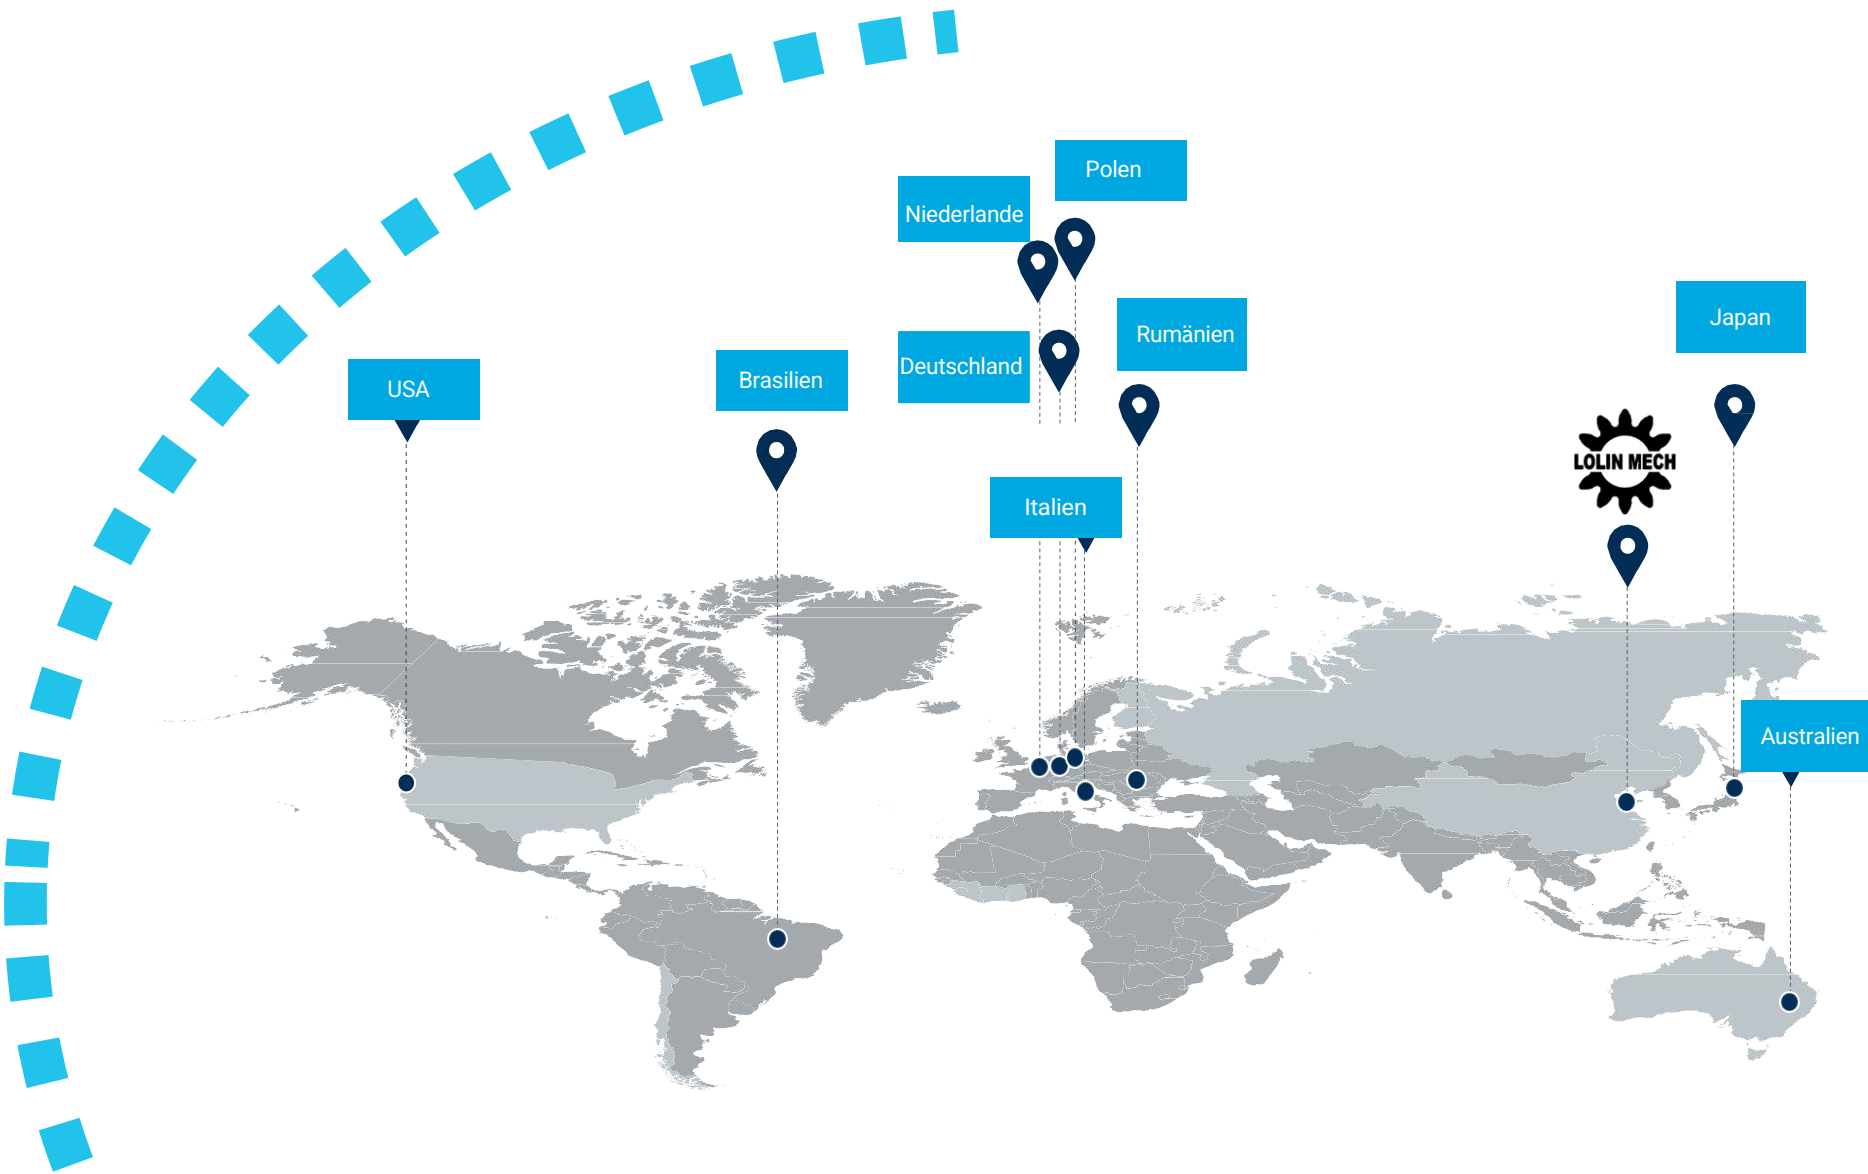 Polen
Niederlande
Rumänien
Japan
Deutschland
USA
Brasilien
LOLIN MECH
Italien
Australien